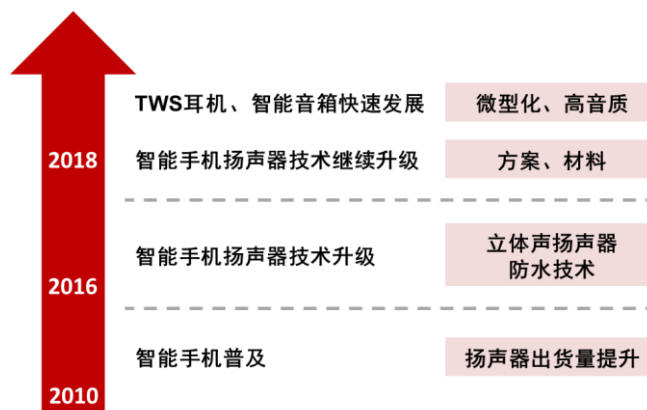 TWS耳机、智能音箱快速发展
微型化、高音质
2018
智能手机扬声器技术继续升级
方案、材料
智能手机扬声器技术升级
立体声扬声器
防水技术
2016
智能手机普及
扬声器出货量提升
2010